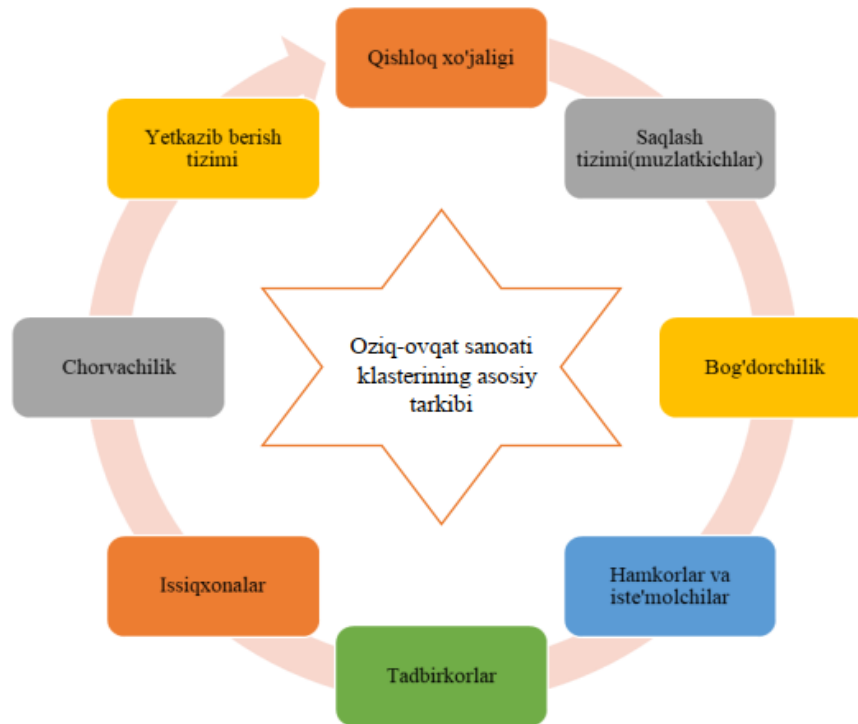 Qishloq xo'jaligi
Saqlash
tizimi(muzlatkichlar)
Bog'dorchilik
Hamkorlar va
iste'molchilar
Tadbirkorlar
Issiqxonalar
Chorvachilik
Yetkazib berish
tizimi
Oziq-ovqat sanoati
klasterining asosiy
tarkibi